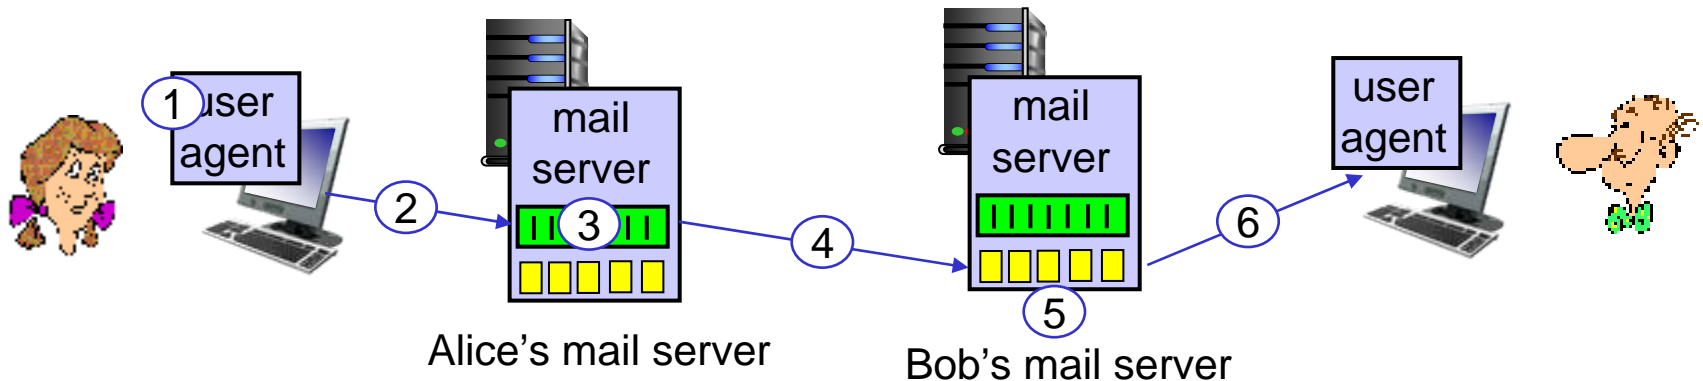 1
user
agent
2
mail
server
3
Alice's mail server
4
mail
server
5
Bob's mail server
6
user
agent